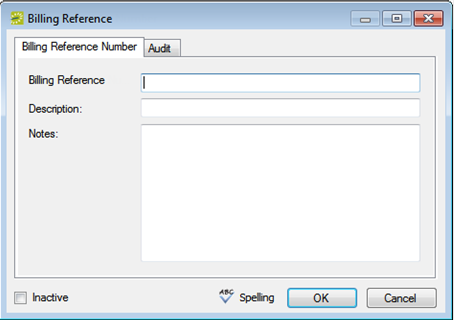 Billing Reference
Billing Reference Number Audit
Billing Reference
Description:
Notes:
Inactive ABC Spelling OK Cancel